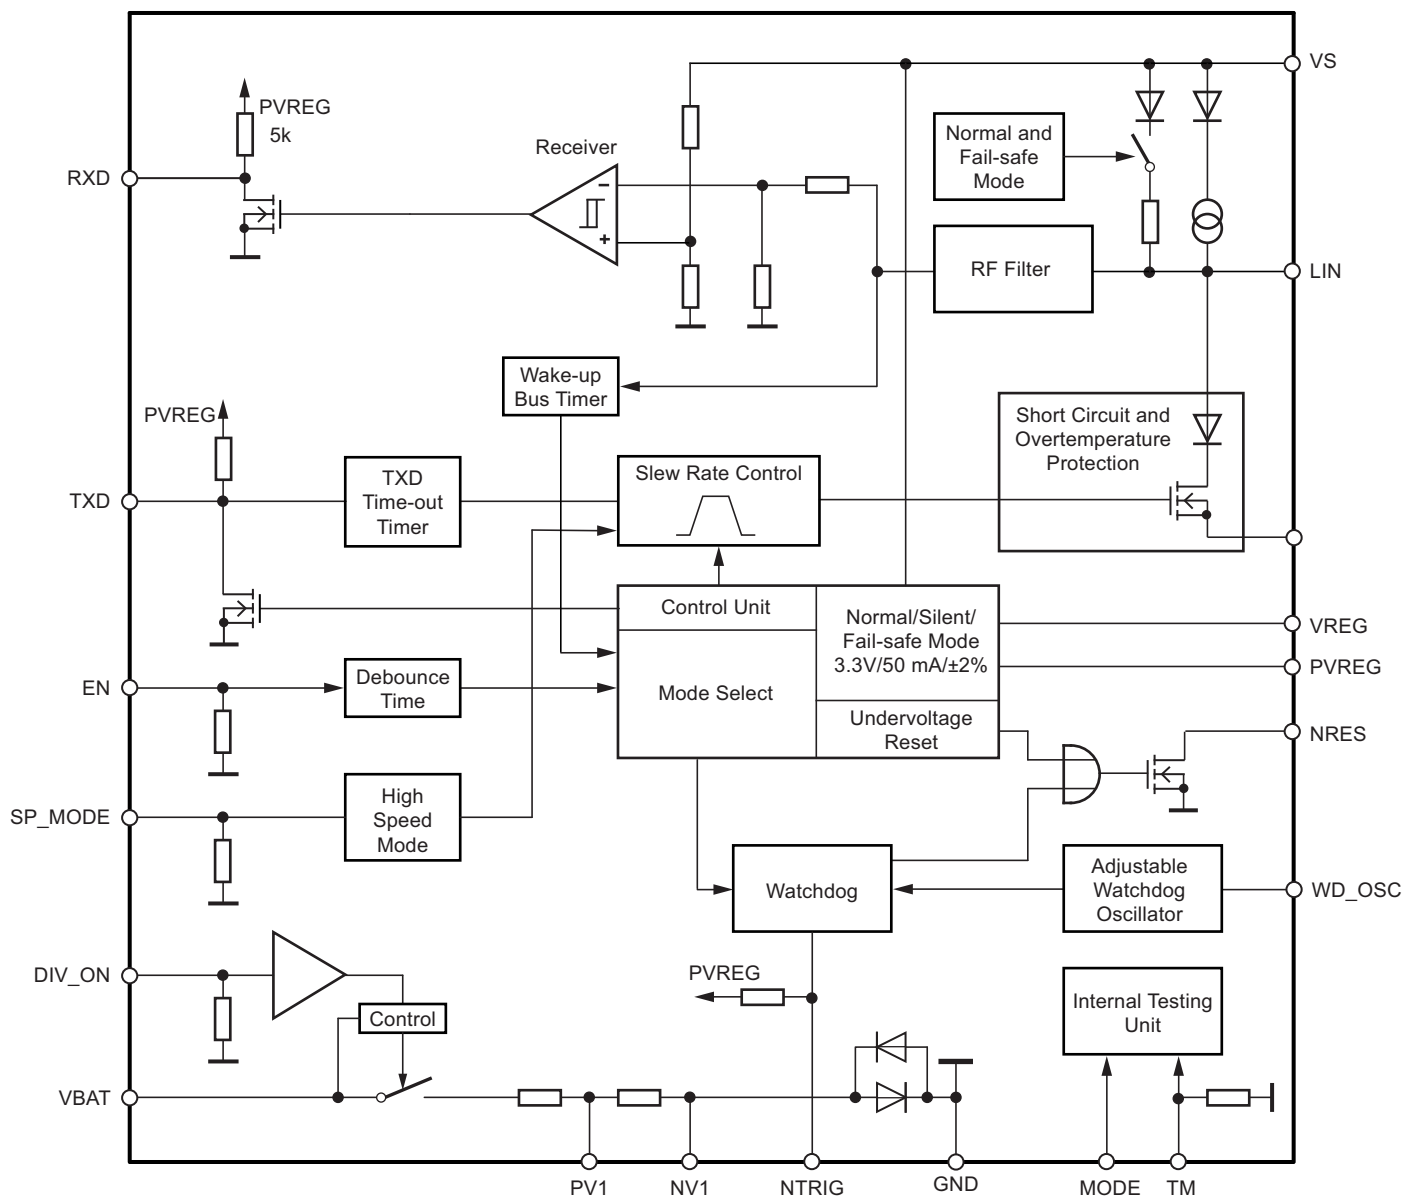 VS
PVREG
5k
Normal and
Fail-safe
Mode
Receiver
RXD
−
+
RF Filter
LIN
Wake-up
Bus Timer
PVREG
Short Circuit and
Overtemperature
Protection
TXD
TXD
Time-out
Timer
Slew Rate Control
Control Unit
Normal/Silent/
Fail-safe Mode
3.3V/50 mA/±2%
VREG
PVREG
EN
Debounce
Time
Mode Select
Undervoltage
Reset
NRES
SP_MODE
High
Speed
Mode
Watchdog
Adjustable
Watchdog
Oscillator
WD_OSC
DIV_ON
PVREG
Control
Internal Testing
Unit
VBAT
PV1
NV1
NTRIG
GND
MODE
TM